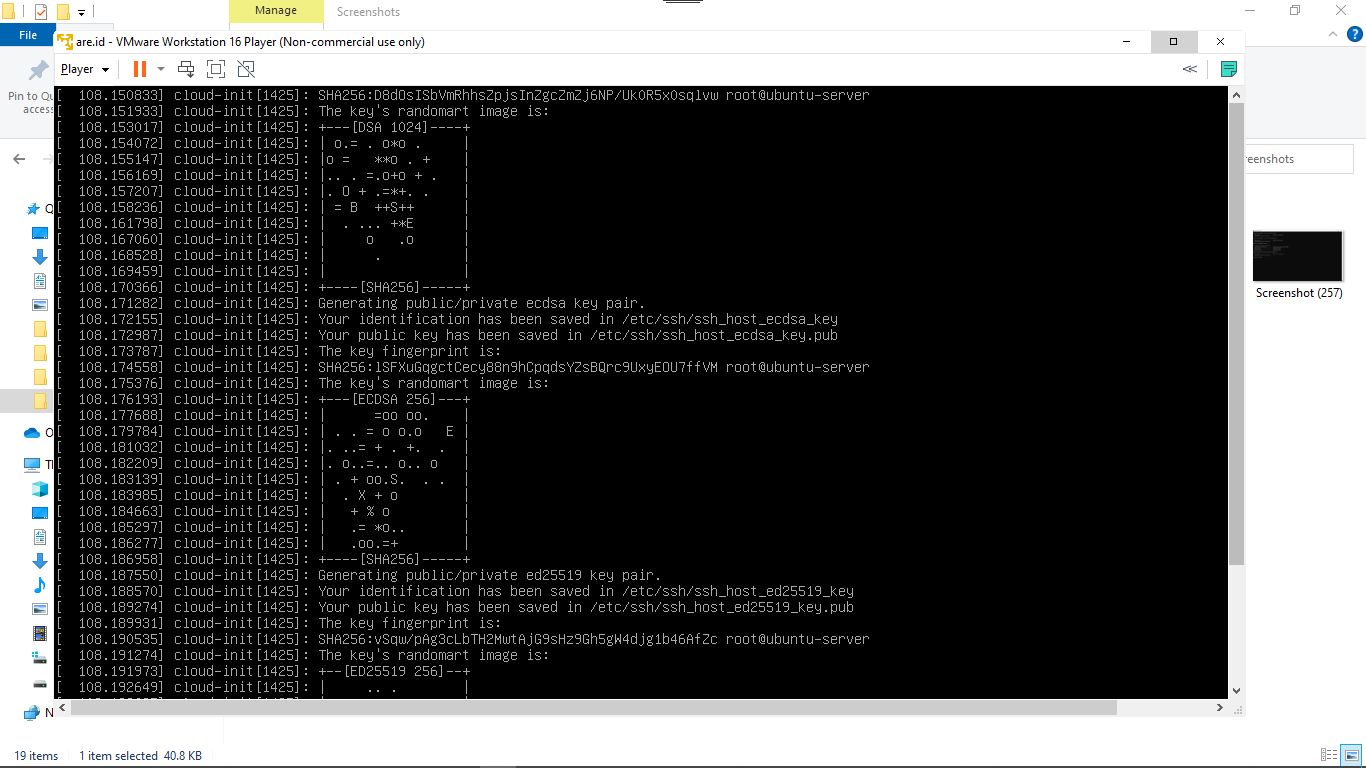 Manage
Screenshots
File
are.id - VMware Workstation 16 Player (Non-commercial use only)
Player
Pin to Qu
access
[  108.150833] cloud-init[1425]: SHA256:D8dOsISbVmRhhsZpjsInZgcZmZj6NP/UkOR5xOsqlvw root@ubuntu-server
[  108.151933] cloud-init[1425]: The key's randomart image is:
[  108.153017] cloud-init[1425]: +---[DSA 1024]----+
[  108.154072] cloud-init[1425]: | o.= . o*o .     |
[  108.155147] cloud-init[1425]: |o =   **o . +    |
[  108.156169] cloud-init[1425]: |.. . =.o+o + .   |
[  108.157207] cloud-init[1425]: |. O + .=*+. .    |
[  108.158236] cloud-init[1425]: | = B  ++S++      |
[  108.161798] cloud-init[1425]: |  . ... +*E      |
[  108.167060] cloud-init[1425]: |     o   .o      |
[  108.168528] cloud-init[1425]: |      .          |
[  108.169459] cloud-init[1425]: |                 |
[  108.170366] cloud-init[1425]: +----[SHA256]-----+
[  108.171282] cloud-init[1425]: Generating public/private ecdsa key pair.
[  108.172155] cloud-init[1425]: Your identification has been saved in /etc/ssh/ssh_host_ecdsa_key
[  108.172987] cloud-init[1425]: Your public key has been saved in /etc/ssh/ssh_host_ecdsa_key.pub
[  108.173787] cloud-init[1425]: The key fingerprint is:
[  108.174558] cloud-init[1425]: SHA256:lSFXuGqgctCecy88n9hCpqdsYZsBQrc9UxyEOU7ffVM root@ubuntu-server
[  108.175376] cloud-init[1425]: The key's randomart image is:
[  108.176193] cloud-init[1425]: +---[ECDSA 256]---+
[  108.177688] cloud-init[1425]: |      =oo oo.    |
[  108.179784] cloud-init[1425]: | . . = o o.o   E |
[  108.181032] cloud-init[1425]: |. ..= + . +.  .  |
[  108.182209] cloud-init[1425]: |. o..=.. o.. o   |
[  108.183139] cloud-init[1425]: | . + oo.S.  . .  |
[  108.183985] cloud-init[1425]: |  . X + o        |
[  108.184663] cloud-init[1425]: |   + % o         |
[  108.185297] cloud-init[1425]: |   .= *o..       |
[  108.186277] cloud-init[1425]: |   .oo.=+        |
[  108.186958] cloud-init[1425]: +----[SHA256]-----+
[  108.187550] cloud-init[1425]: Generating public/private ed25519 key pair.
[  108.188570] cloud-init[1425]: Your identification has been saved in /etc/ssh/ssh_host_ed25519_key
[  108.189274] cloud-init[1425]: Your public key has been saved in /etc/ssh/ssh_host_ed25519_key.pub
[  108.189931] cloud-init[1425]: The key fingerprint is:
[  108.190535] cloud-init[1425]: SHA256:vSqw/pAg3cLbTH2MwtAjG9sHz9Gh5gW4djg1b46AfZc root@ubuntu-server
[  108.191274] cloud-init[1425]: The key's randomart image is:
[  108.191973] cloud-init[1425]: +--[ED25519 256]--+
[  108.192649] cloud-init[1425]: |     .. .        |
reenshots
Screenshot (257)
19 items
1 item selected 40.8 KB